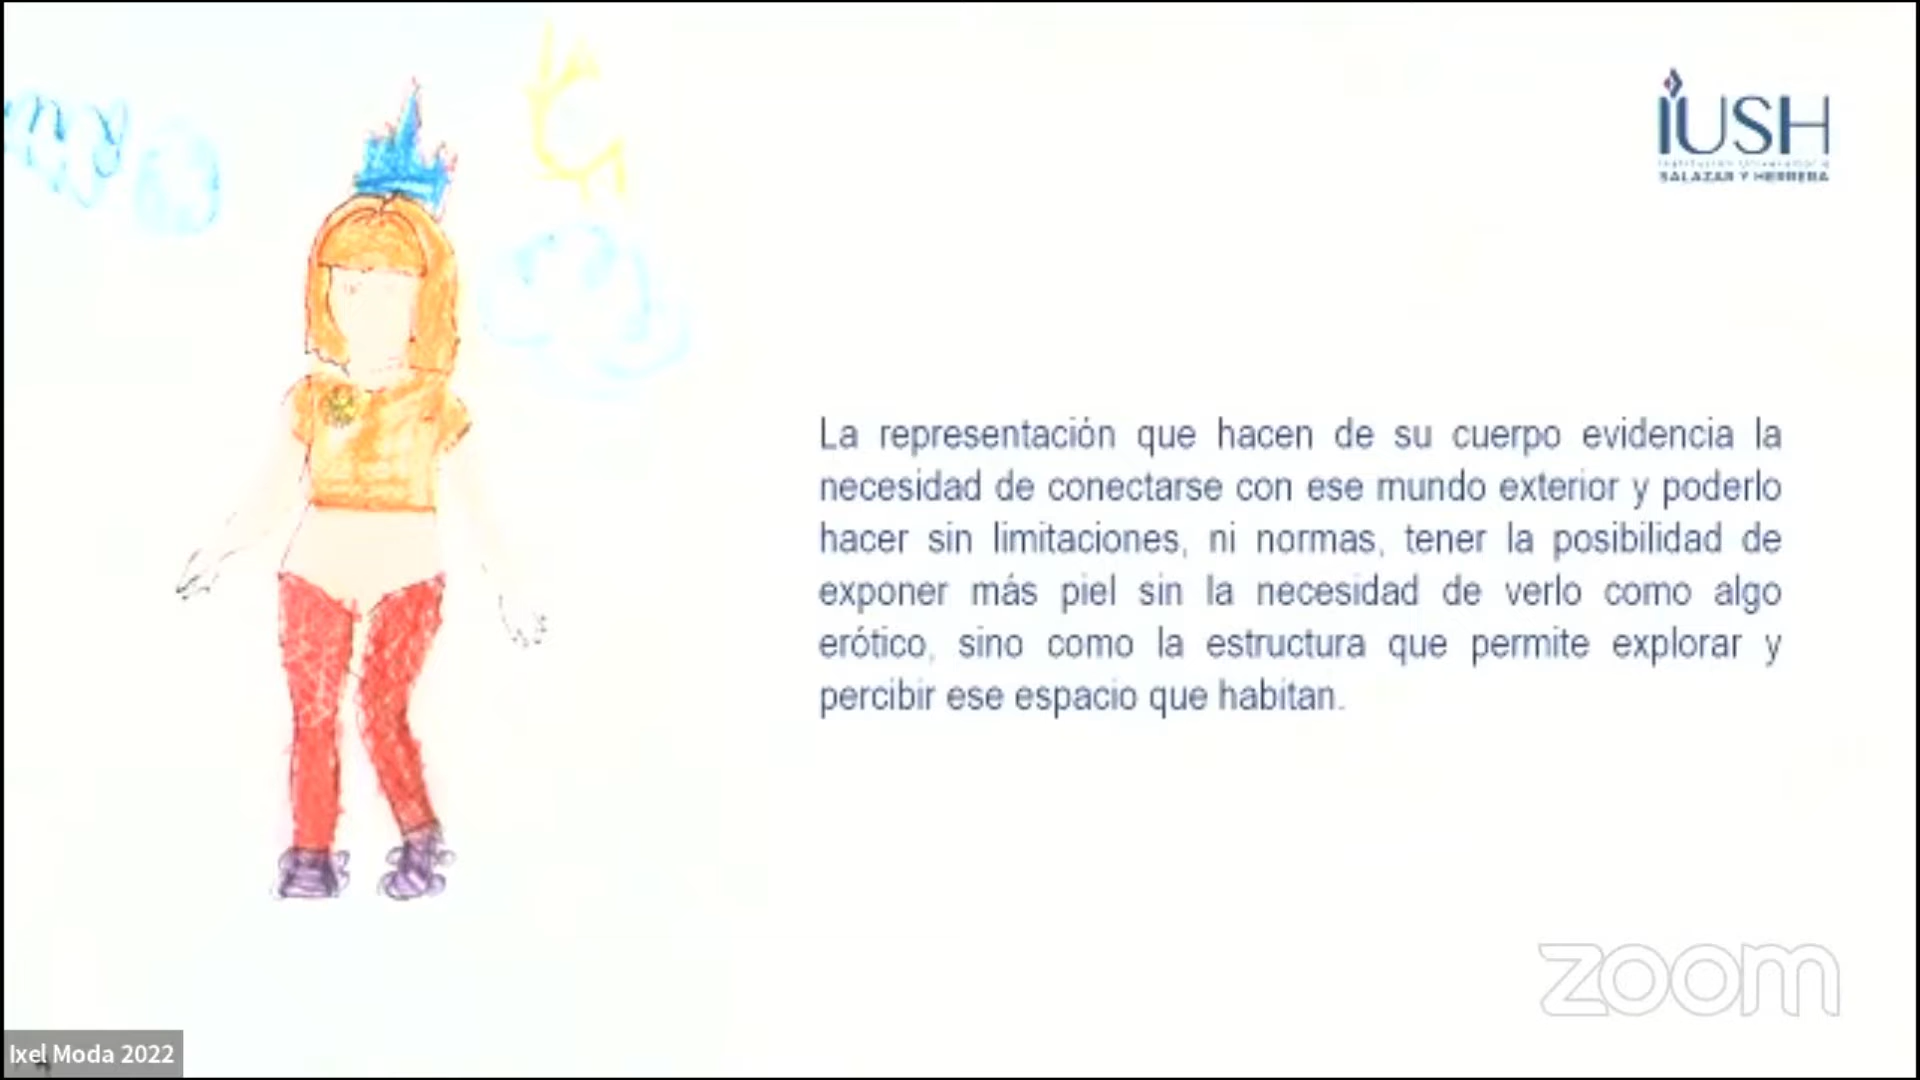 IUSH
Institución Universitaria
SALAZAR Y HERRERA
La representación que hacen de su cuerpo evidencia la
necesidad de conectarse con ese mundo exterior y poderlo
hacer sin limitaciones, ni normas, tener la posibilidad de
exponer más piel sin la necesidad de verlo como algo
erótico, sino como la estructura que permite explorar y
percibir ese espacio que habitan.
zoom
Ixel Moda 2022